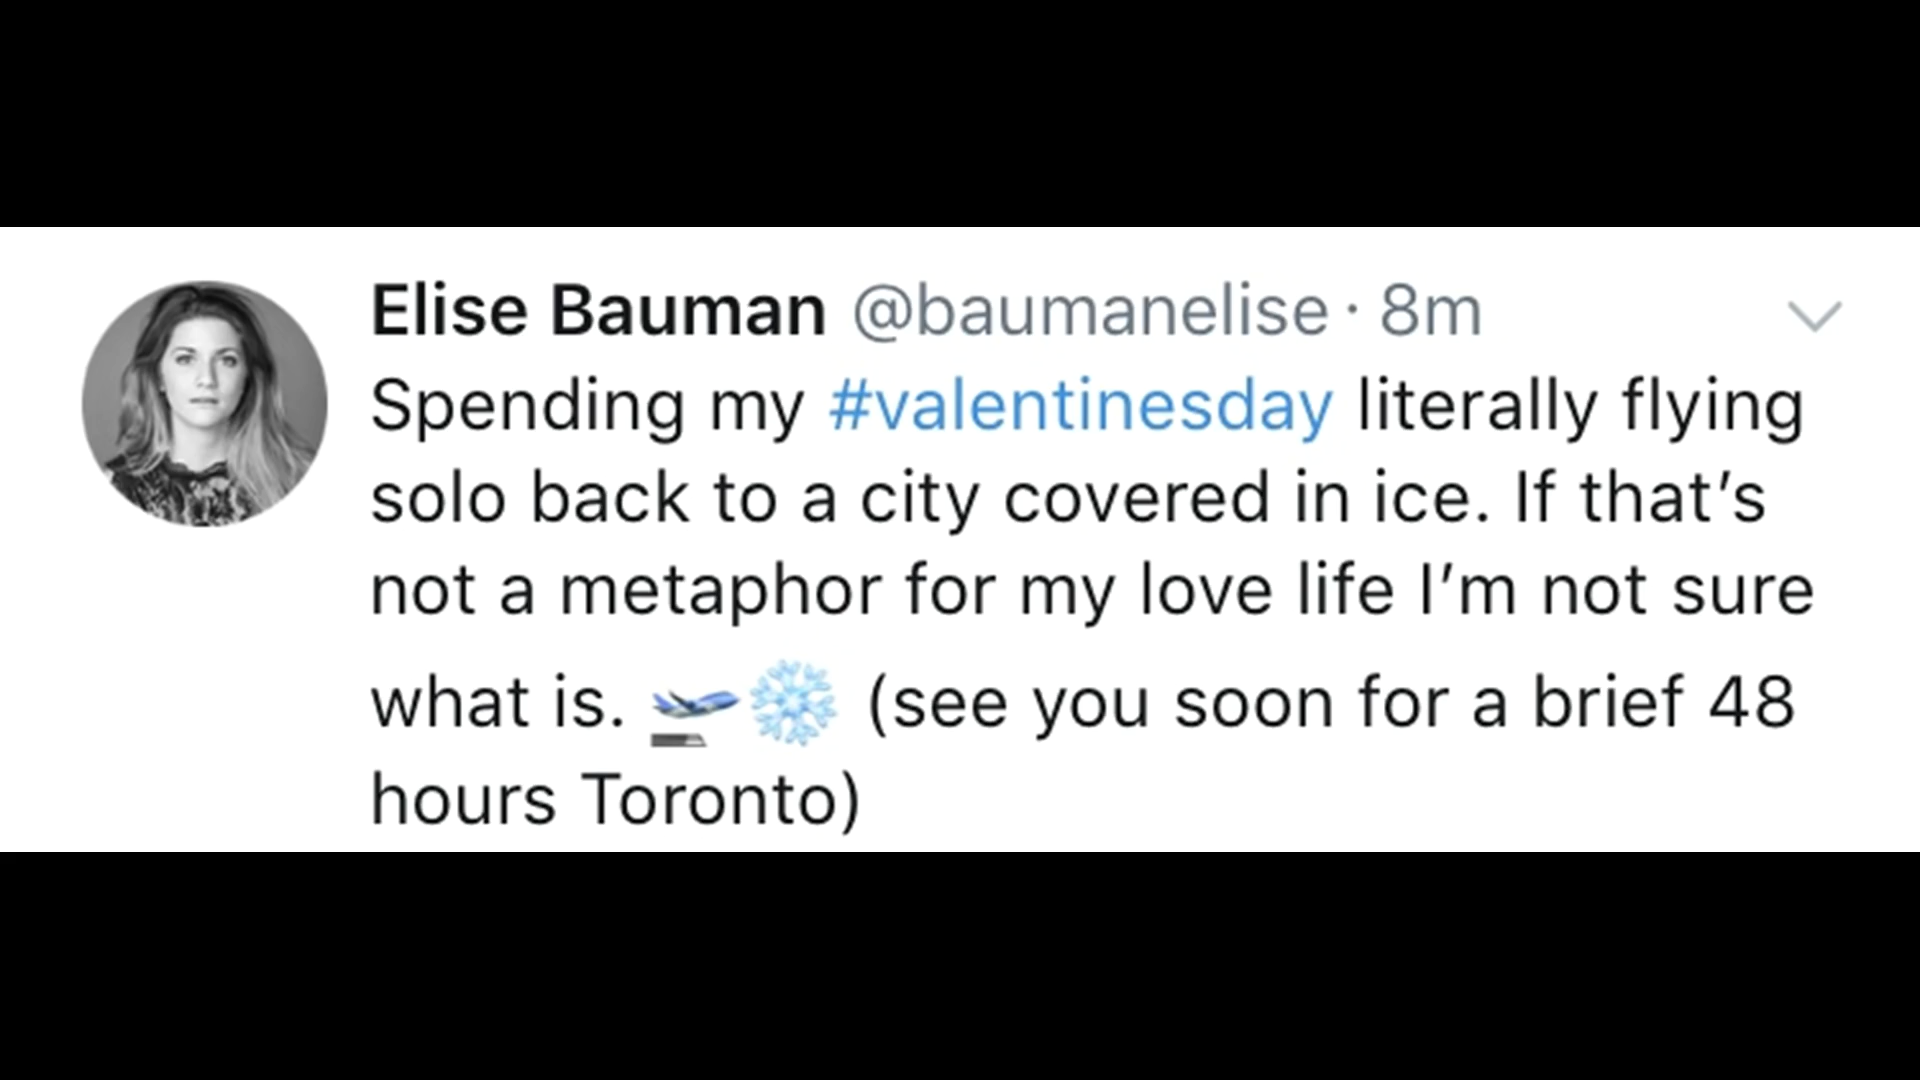 Elise Bauman @baumanelise · 8m
Spending my #valentinesday literally flying
solo back to a city covered in ice. If that’s
not a metaphor for my love life I’m not sure
what is. 🛫❄️ (see you soon for a brief 48
hours Toronto)